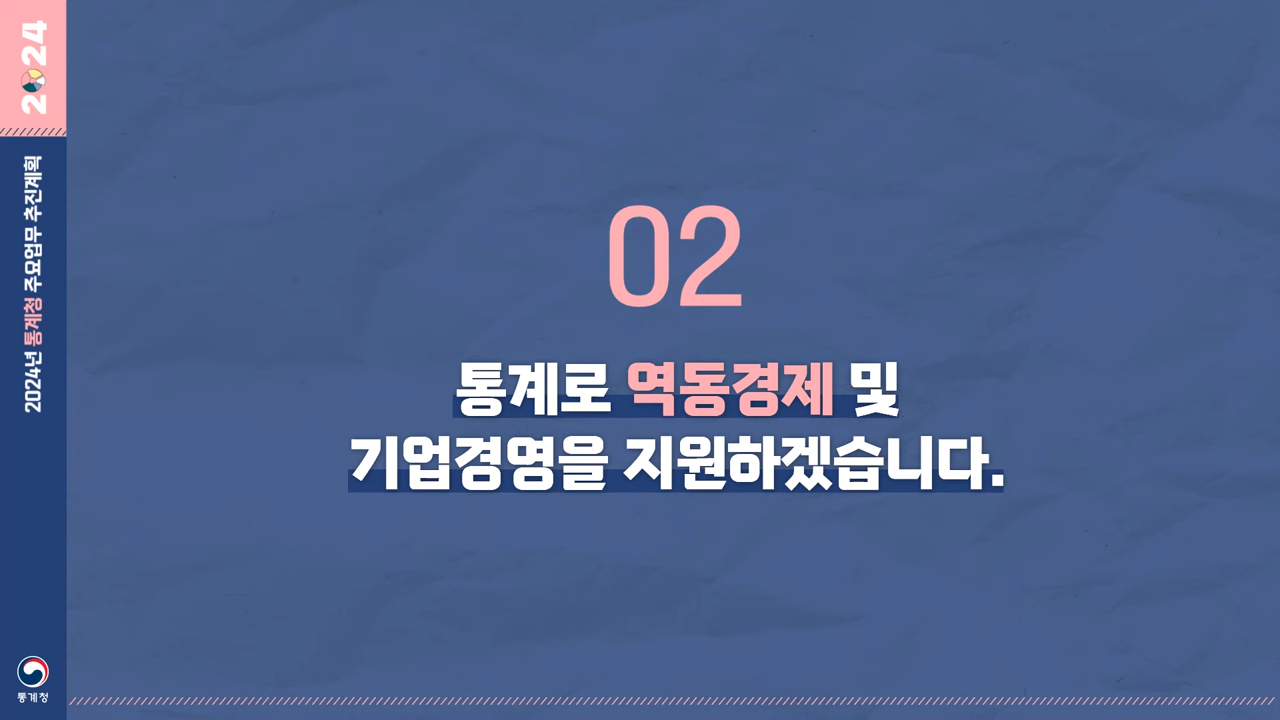 2024
2024년 통계청 주요업무 추진계획
02
통계로 역동경제 및
기업경영을 지원하겠습니다.
통계청